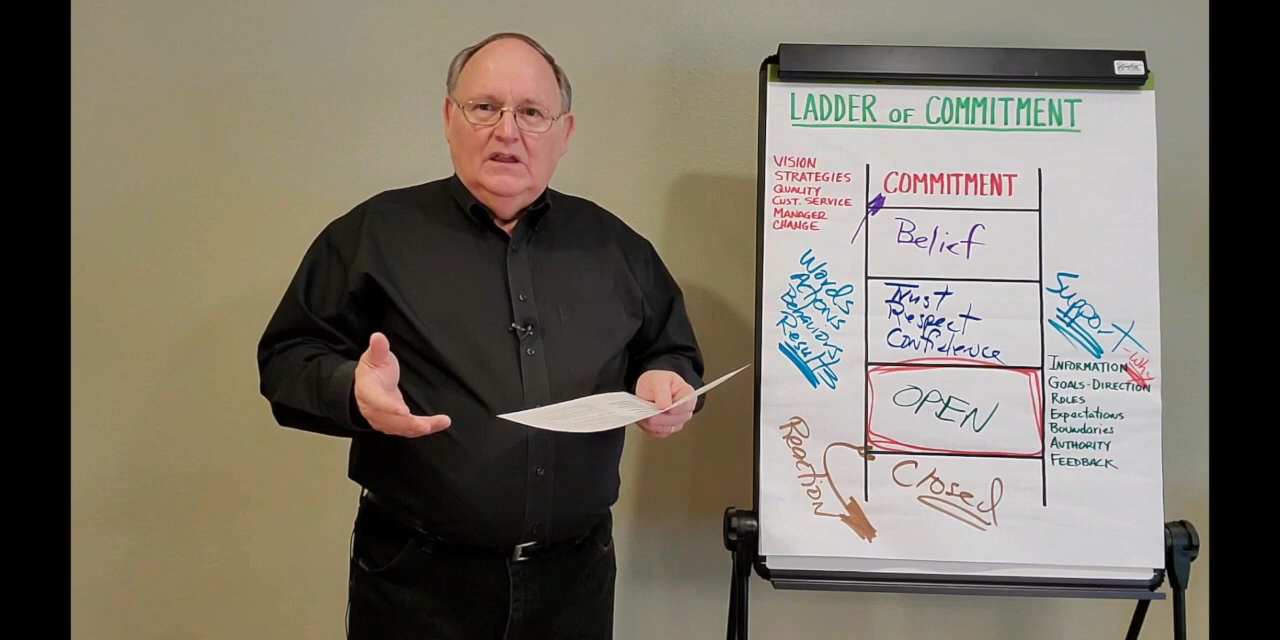 LADDER OF COMMITMENT
VISION
STRATEGIES
QUALITY
CUST. SERVICE
MANAGER
CHANGE
COMMITMENT
Belief
Trust
Respect
Confidence
OPEN
Closed
Words
Actions
Behaviors
Results
Reaction
Support
-Why
INFORMATION
GOALS-DIRECTION
ROLES
Expectations
Boundaries
AUTHORITY
FEEDBACK